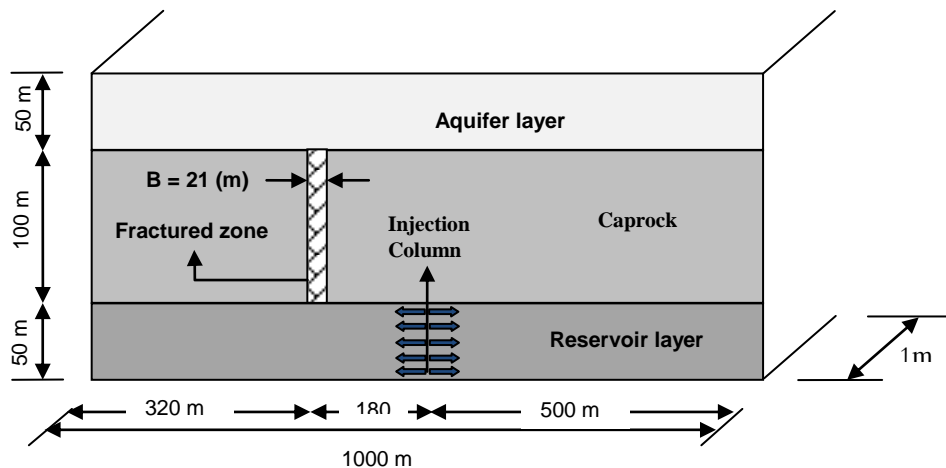 50 m
Aquifer layer
100 m
B = 21 (m)
Fractured zone
Injection
Column
Caprock
50 m
Reservoir layer
1m
320 m
180
500 m
1000 m